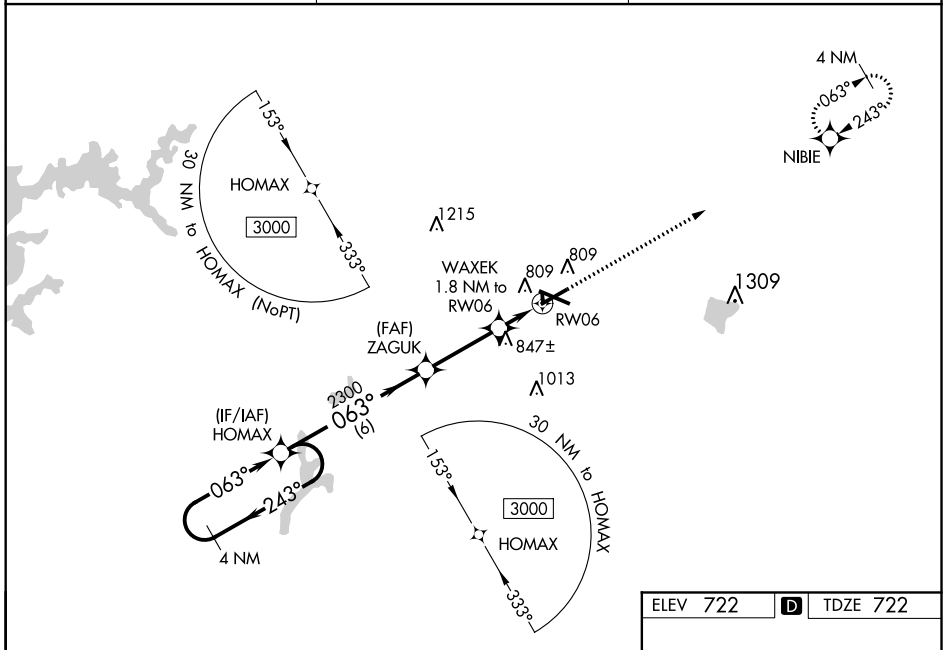 4 NM
063°
243°
NIBIE
153°
HOMAX
3000
333°
30 NM to HOMAX (NoPT)
1215
WAXEK
1.8 NM to
RW06
809
809
1309
RW06
847±
(FAF)
ZAGUK
1013
2300
063°
(6)
(IF/IAF)
HOMAX
063°
243°
4 NM
30 NM to HOMAX
153°
3000
HOMAX
333°
ELEV 722 D TDZE 722